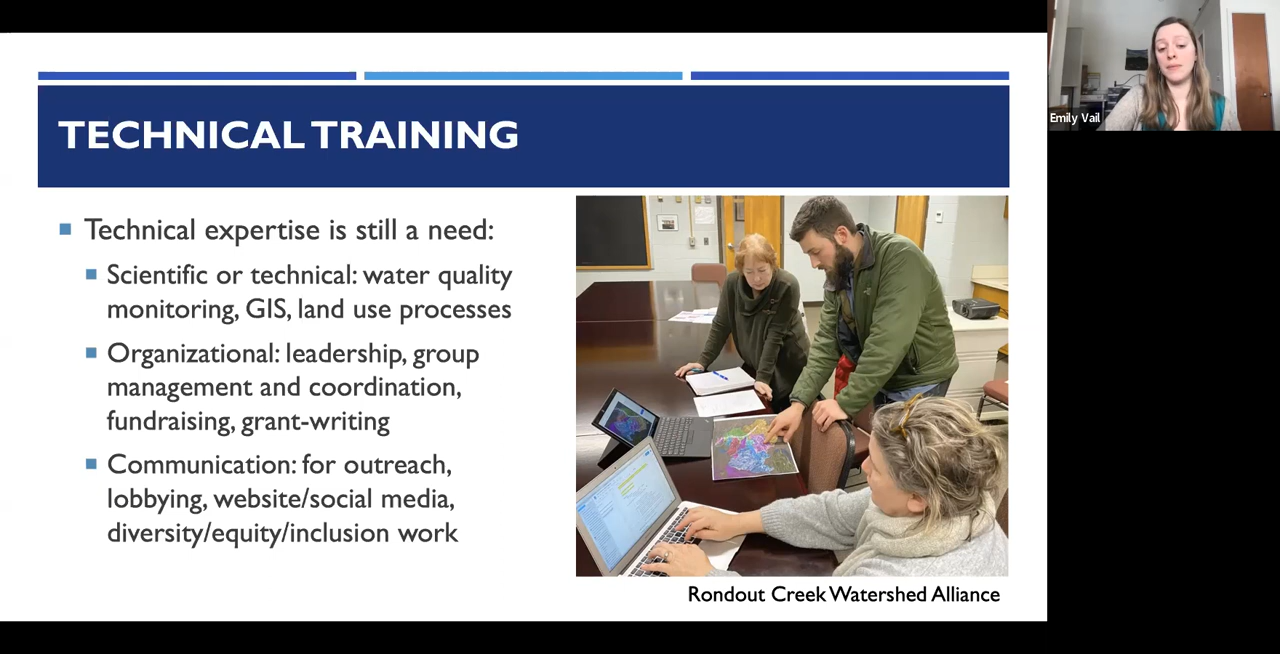 TECHNICAL TRAINING
Technical expertise is still a need:
Scientific or technical: water quality
monitoring, GIS, land use processes
Organizational: leadership, group
management and coordination,
fundraising, grant-writing
Communication: for outreach,
lobbying, website/social media,
diversity/equity/inclusion work
Rondout Creek Watershed Alliance
Emily Vail